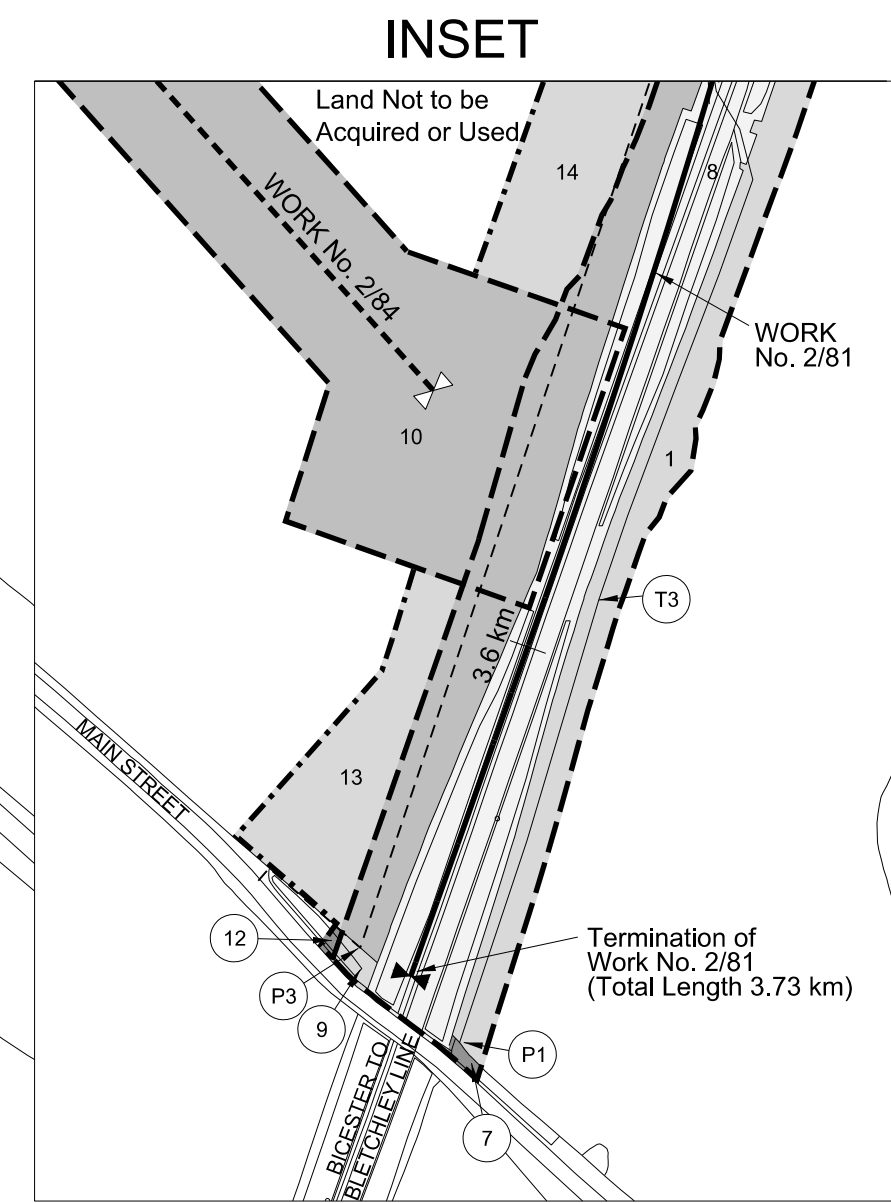 INSET
Land Not to be
Acquired or Used
14
8
WORK No. 2/84
WORK
No. 2/81
10
1
T3
3.6 km
MAIN STREET
13
12
P3
9
Termination of
Work No. 2/81
(Total Length 3.73 km)
P1
7
BICESTER TO
BLETCHLEY LINE